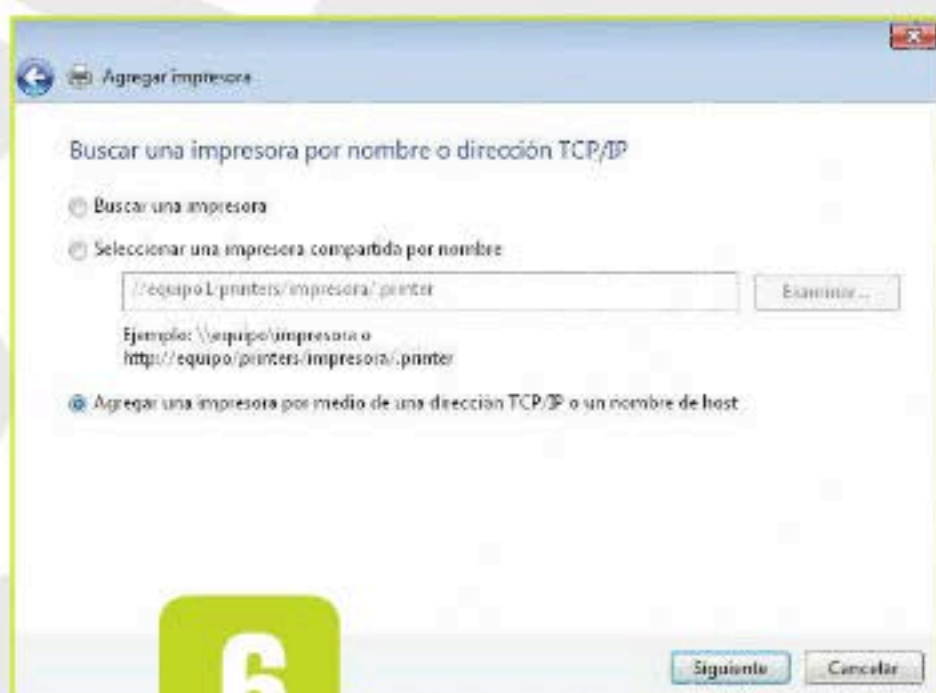 Agregar impresora
Buscar una impresora por nombre o dirección TCP/IP
Buscar una impresora
Seleccionar una impresora compartida por nombre
//equipo1/printers/impresora/.printer
Examinar...
Ejemplo: \\equipo\impresora o
http://equipo/printers/impresora/.printer
Agregar una impresora por medio de una dirección TCP/IP o un nombre de host
6
Siguiente
Cancelar